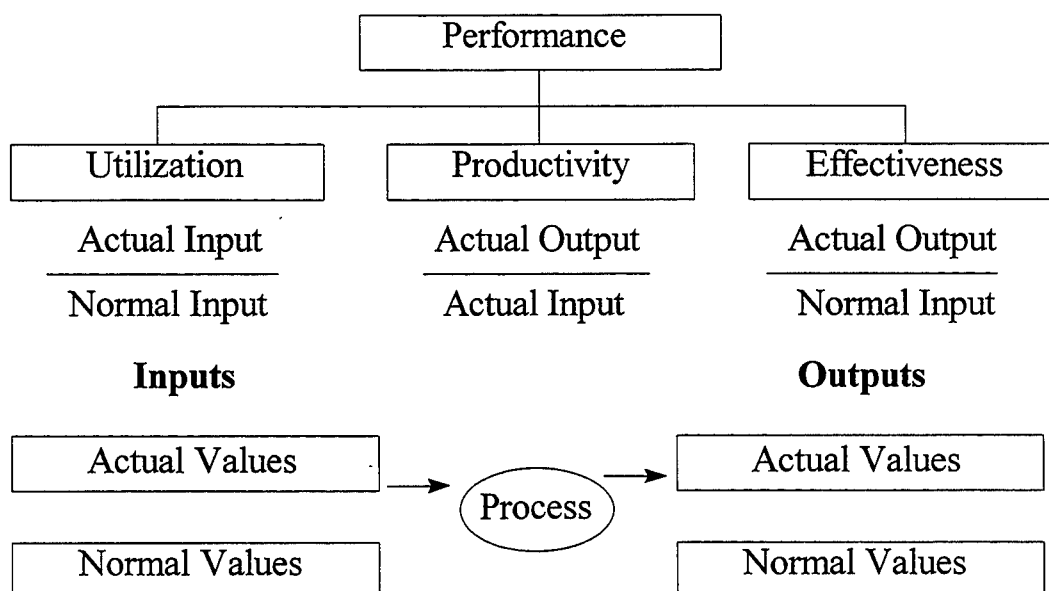 Performance
Utilization Productivity Effectiveness
Actual Input Actual Output Actual Output
Normal Input Actual Input Normal Input
Inputs Outputs
Actual Values Actual Values
Process
Normal Values Normal Values